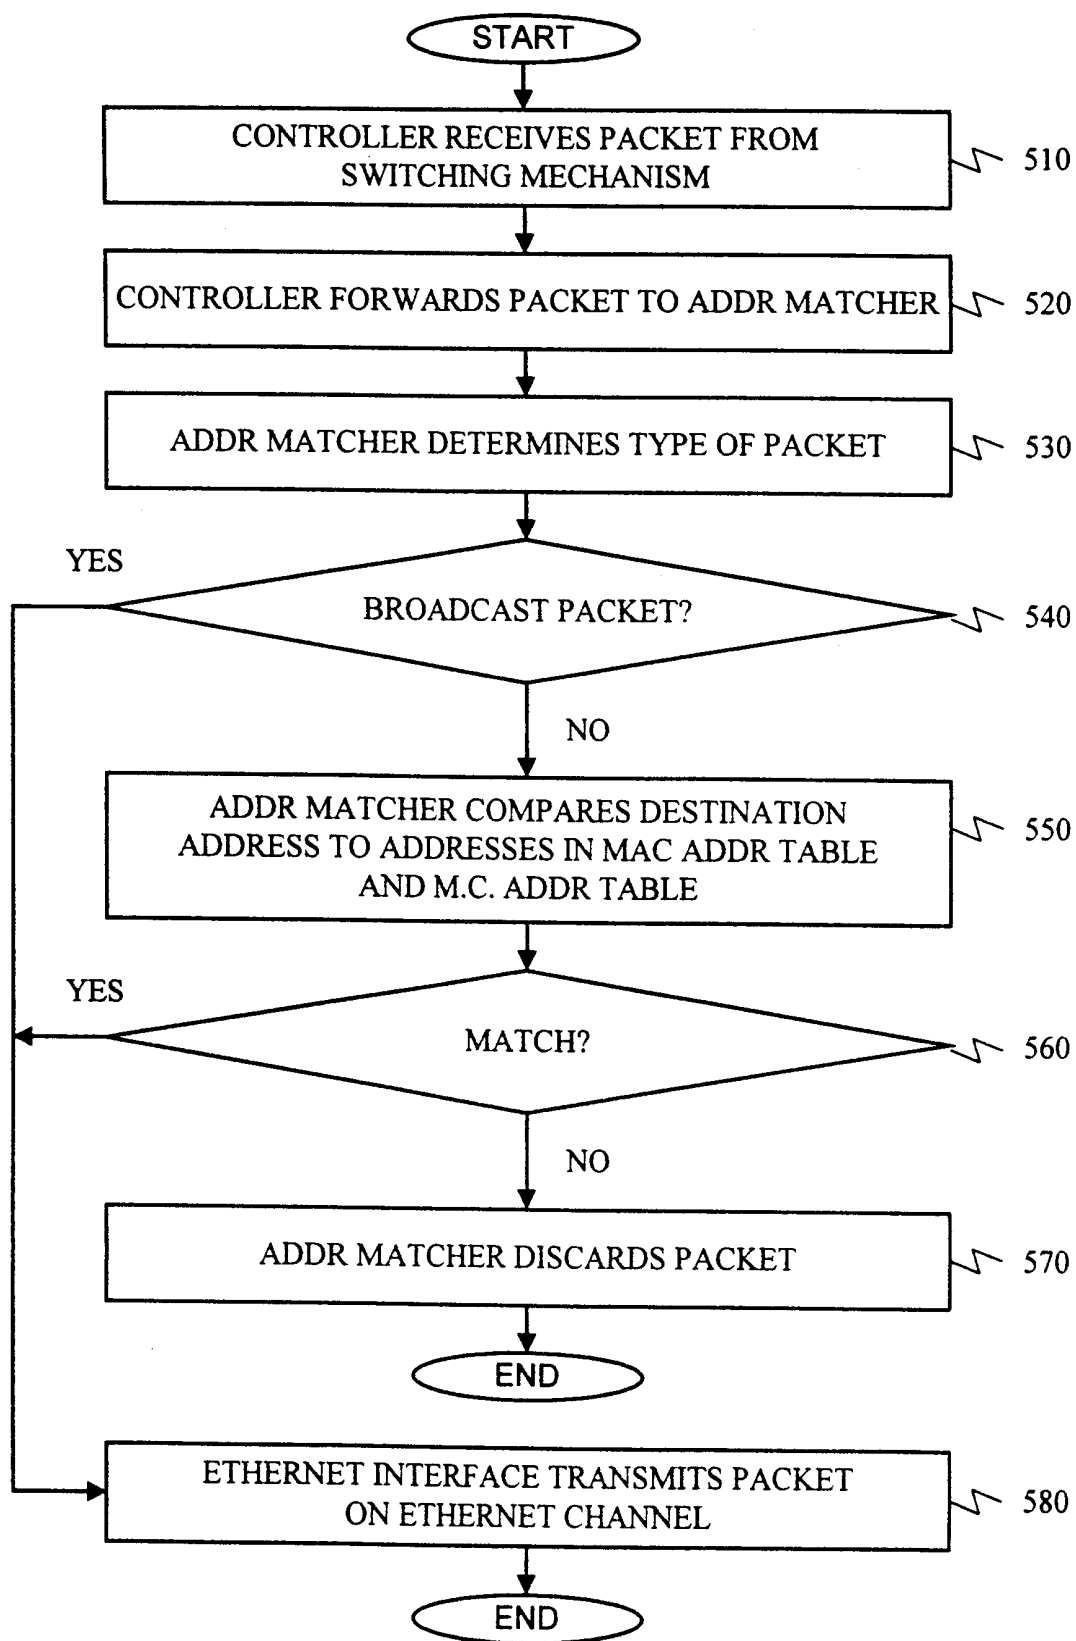 START
CONTROLLER RECEIVES PACKET FROM
SWITCHING MECHANISM
510
CONTROLLER FORWARDS PACKET TO ADDR MATCHER
520
ADDR MATCHER DETERMINES TYPE OF PACKET
530
YES
BROADCAST PACKET?
540
NO
ADDR MATCHER COMPARES DESTINATION
ADDRESS TO ADDRESSES IN MAC ADDR TABLE
AND M.C. ADDR TABLE
550
YES
MATCH?
560
NO
ADDR MATCHER DISCARDS PACKET
570
END
ETHERNET INTERFACE TRANSMITS PACKET
ON ETHERNET CHANNEL
580
END